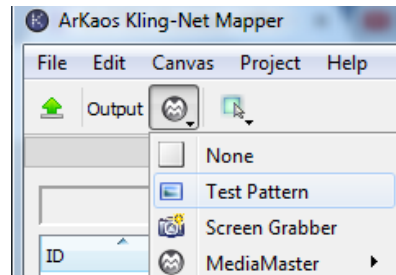 ArKaos Kling-Net Mapper
File Edit Canvas Project Help
Output
None
Test Pattern
Screen Grabber
ID
MediaMaster